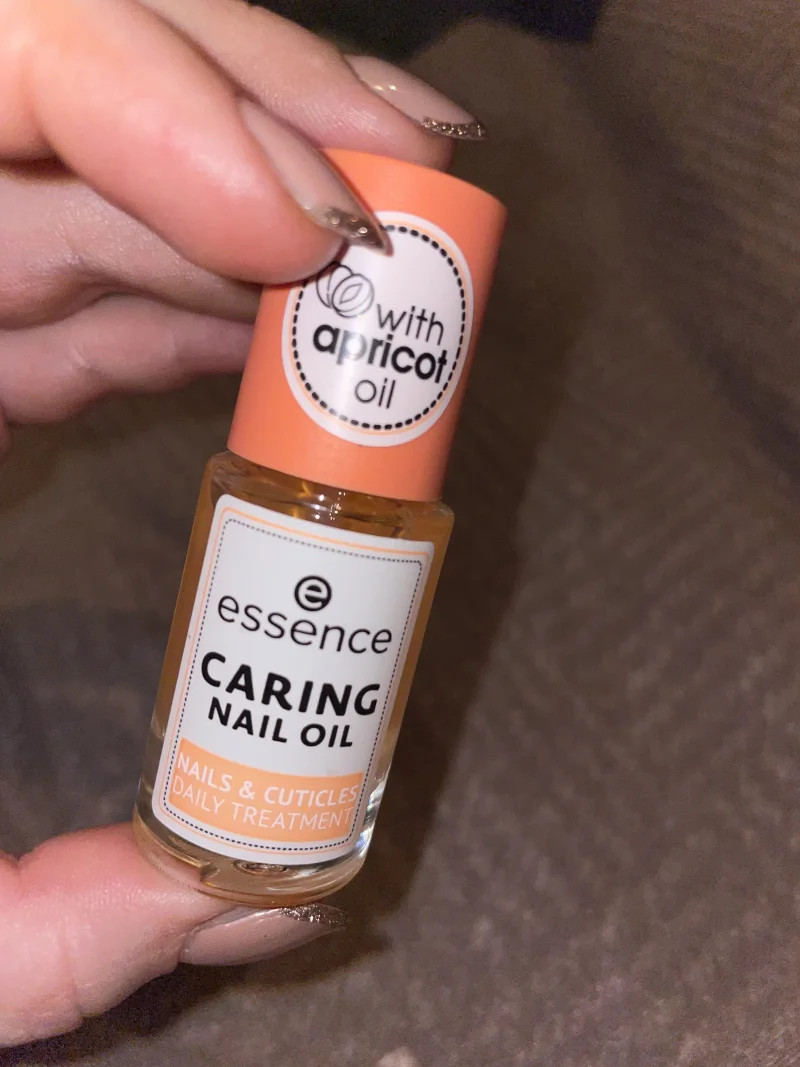 with
apricot
oil
e
essence
CARING
NAIL OIL
NAILS & CUTICLES
DAILY TREATMENT